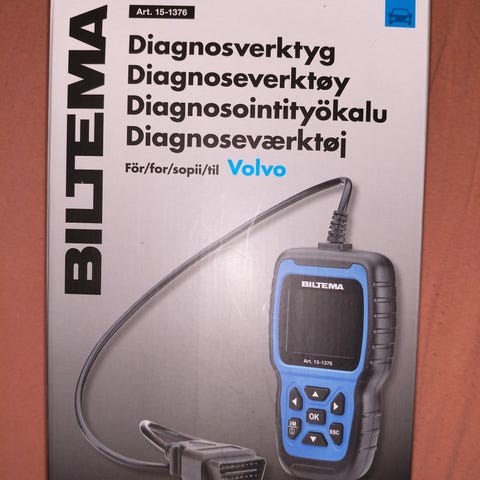 Art. 15-1376
BILTEMA
Diagnosverktyg
Diagnoseverktøy
Diagnosointityökalu
Diagnoseværktøj
För/for/sopii/til Volvo
BILTEMA
Art. 15-1376
OK
I/M
ESC